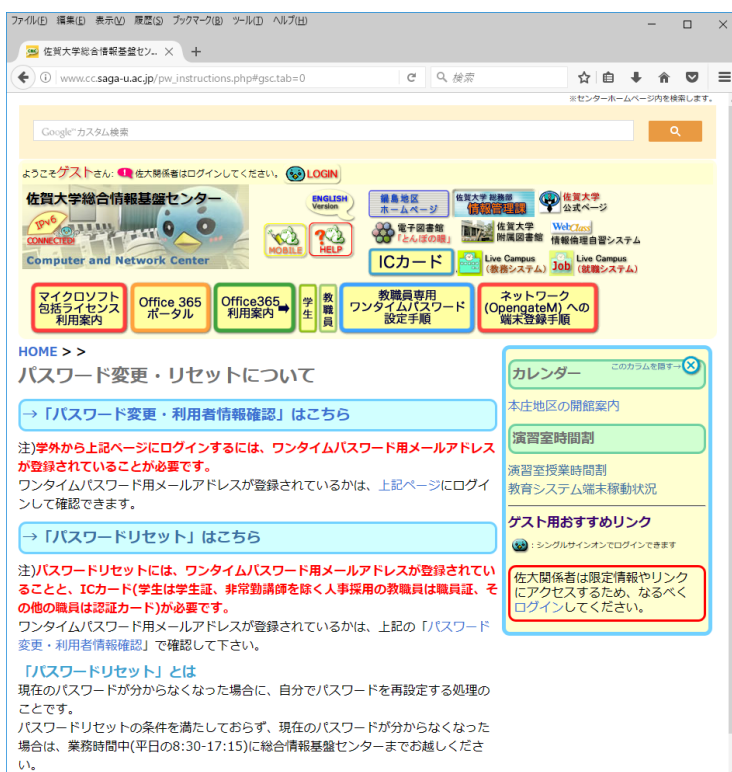 ファイル(F) 編集(E) 表示(V) 履歴(S) ブックマーク(B) ツール(T) ヘルプ(H)
佐賀大学総合情報基盤セン...
www.cc.saga-u.ac.jp/pw_instructions.php#gsc.tab=0
検索
※センターホームページ内を検索します。
Google™ カスタム検索
ようこそゲストさん: 佐大関係者はログインしてください。 LOGIN
佐賀大学総合情報基盤センター
IPv6
CONNECTED!
Computer and Network Center
ENGLISH
Version
MOBILE
HELP
鍋島地区
ホームページ
佐賀大学 総務部
情報管理課
佐賀大学
公式ページ
電子図書館
「とんぼの眼」
佐賀大学
附属図書館
WebClass
情報倫理自習システム
ICカード
Live Campus
(教務システム)
Job
Live Campus
(就職システム)
マイクロソフト
包括ライセンス
利用案内
Office 365
ポータル
Office365
利用案内
学生
教職員
教職員専用
ワンタイムパスワード
設定手順
ネットワーク
(OpengateM) への
端末登録手順
HOME > >
パスワード変更・リセットについて
→「パスワード変更・利用者情報確認」はこちら
注)学外から上記ページにログインするには、ワンタイムパスワード用メールアドレス
が登録されていることが必要です。
ワンタイムパスワード用メールアドレスが登録されているかは、上記ページにログイ
ンして確認できます。
→「パスワードリセット」はこちら
注)パスワードリセットには、ワンタイムパスワード用メールアドレスが登録されてい
ることと、ICカード(学生は学生証、非常勤講師を除く人事採用の教職員は職員証、そ
の他の職員は認証カード)が必要です。
ワンタイムパスワード用メールアドレスが登録されているかは、上記の「パスワード
変更・利用者情報確認」で確認して下さい。
「パスワードリセット」とは
現在のパスワードが分からなくなった場合に、自分でパスワードを再設定する処理の
ことです。
パスワードリセットの条件を満たしておらず、現在のパスワードが分からなくなった
場合は、業務時間中(平日の8:30-17:15)に総合情報基盤センターまでお越しくださ
い。
カレンダー
このカラムを隠す→
本庄地区の開館案内
演習室時間割
演習室授業時間割
教育システム端末稼動状況
ゲスト用おすすめリンク
:シングルサインオンでログインできます
佐大関係者は限定情報やリンク
にアクセスするため、なるべく
ログインしてください。